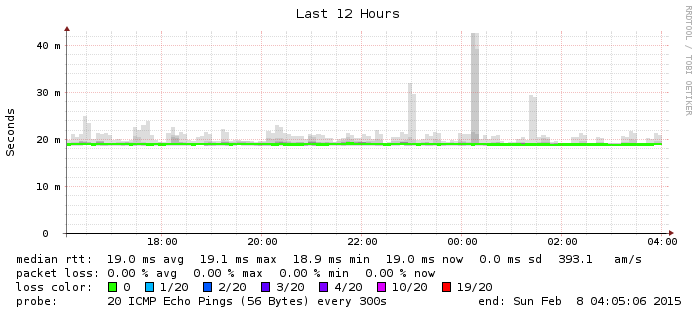 Last 12 Hours
RRDTOOL / TOBI OETIKER
Seconds
40 m
30 m
20 m
10 m
0
18:00 20:00 22:00 00:00 02:00 04:00
median rtt: 19.0 ms avg 19.1 ms max 18.9 ms min 19.0 ms now 0.0 ms sd 393.1 am/s
packet loss: 0.00 % avg 0.00 % max 0.00 % min 0.00 % now
loss color: 0 1/20 2/20 3/20 4/20 10/20 19/20
probe: 20 ICMP Echo Pings (56 Bytes) every 300s end: Sun Feb 8 04:05:06 2015